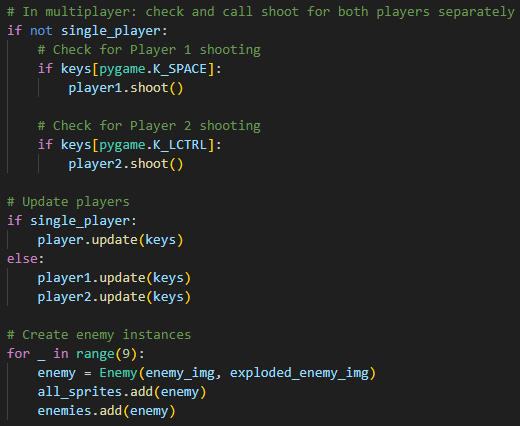 # In multiplayer: check and call shoot for both players separately
if not single_player:
    # Check for Player 1 shooting
    if keys[pygame.K_SPACE]:
        player1.shoot()

    # Check for Player 2 shooting
    if keys[pygame.K_LCTRL]:
        player2.shoot()

# Update players
if single_player:
    player.update(keys)
else:
    player1.update(keys)
    player2.update(keys)

# Create enemy instances
for _ in range(9):
    enemy = Enemy(enemy_img, exploded_enemy_img)
    all_sprites.add(enemy)
    enemies.add(enemy)